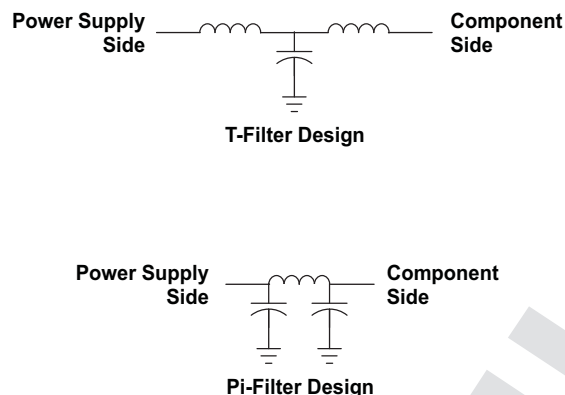 Power Supply
Side
Component
Side
T-Filter Design
Power Supply
Side
Component
Side
Pi-Filter Design